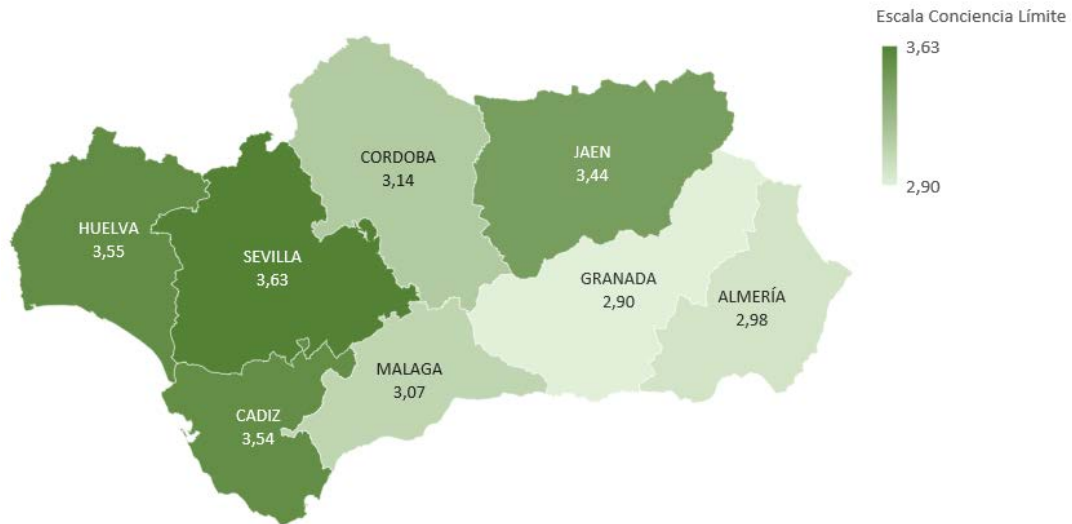 Escala Conciencia Límite
3,63
2,90
CORDOBA
3,14
JAEN
3,44
HUELVA
3,55
SEVILLA
3,63
GRANADA
2,90
ALMERÍA
2,98
MALAGA
3,07
CADIZ
3,54